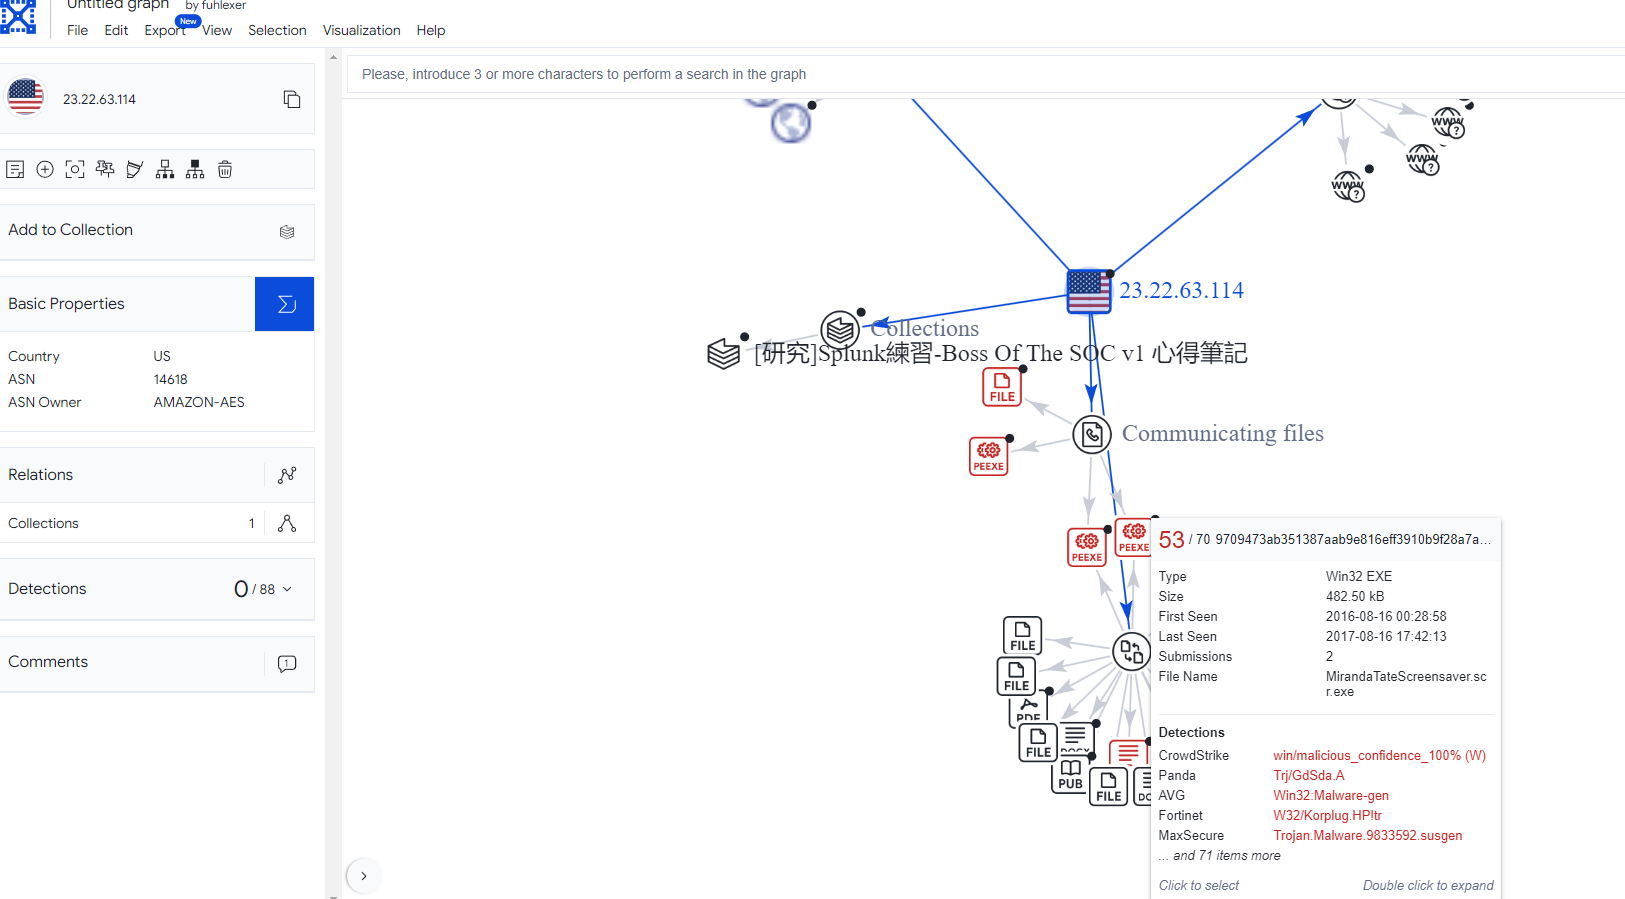 Untitled graph by fuhlexer
File Edit Export New View Selection Visualization Help
23.22.63.114
Please, introduce 3 or more characters to perform a search in the graph
Add to Collection
Basic Properties
Country US
ASN 14618
ASN Owner AMAZON-AES
Relations
Collections 1
Detections 0 / 88
Comments 1
www ?
www ?
www ?
23.22.63.114
Collections
[研究]Splunk練習-Boss Of The SOC v1 心得筆記
FILE
Communicating files
PEEXE
PEEXE
PEEXE
FILE
FILE
PDF
FILE
DOCX
PUB
FILE
53 / 70 9709473ab351387aab9e816eff3910b9f28a7a...
Type Win32 EXE
Size 482.50 kB
First Seen 2016-08-16 00:28:58
Last Seen 2017-08-16 17:42:13
Submissions 2
File Name MirandaTateScreensaver.sc
r.exe
Detections
CrowdStrike win/malicious_confidence_100% (W)
Panda Trj/GdSda.A
AVG Win32:Malware-gen
Fortinet W32/Korplug.HP!tr
MaxSecure Trojan.Malware.9833592.susgen
... and 71 items more
Click to select Double click to expand